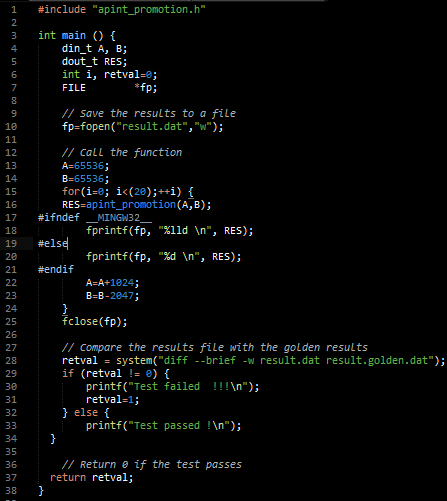 1 #include "apint_promotion.h"
2
3 int main () {
4     din_t A, B;
5     dout_t RES;
6     int i, retval=0;
7     FILE        *fp;
8
9     // Save the results to a file
10     fp=fopen("result.dat","w");
11
12     // Call the function
13     A=65536;
14     B=65536;
15     for(i=0; i<(20);++i) {
16     RES=apint_promotion(A,B);
17 #ifndef __MINGW32__
18         fprintf(fp, "%lld \n", RES);
19 #else
20         fprintf(fp, "%d \n", RES);
21 #endif
22         A=A+1024;
23         B=B-2047;
24     }
25     fclose(fp);
26
27     // Compare the results file with the golden results
28     retval = system("diff --brief -w result.dat result.golden.dat");
29     if (retval != 0) {
30         printf("Test failed  !!!\n");
31         retval=1;
32     } else {
33         printf("Test passed !\n");
34   }
35
36     // Return 0 if the test passes
37   return retval;
38 }